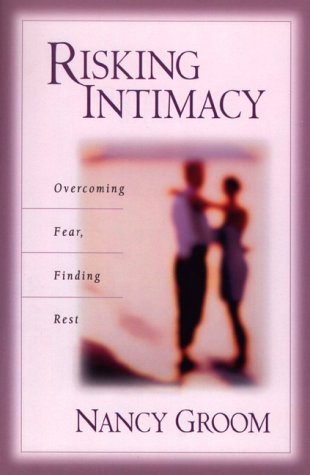 RISKING
INTIMACY
Overcoming
Fear,
Finding
Rest
NANCY GROOM